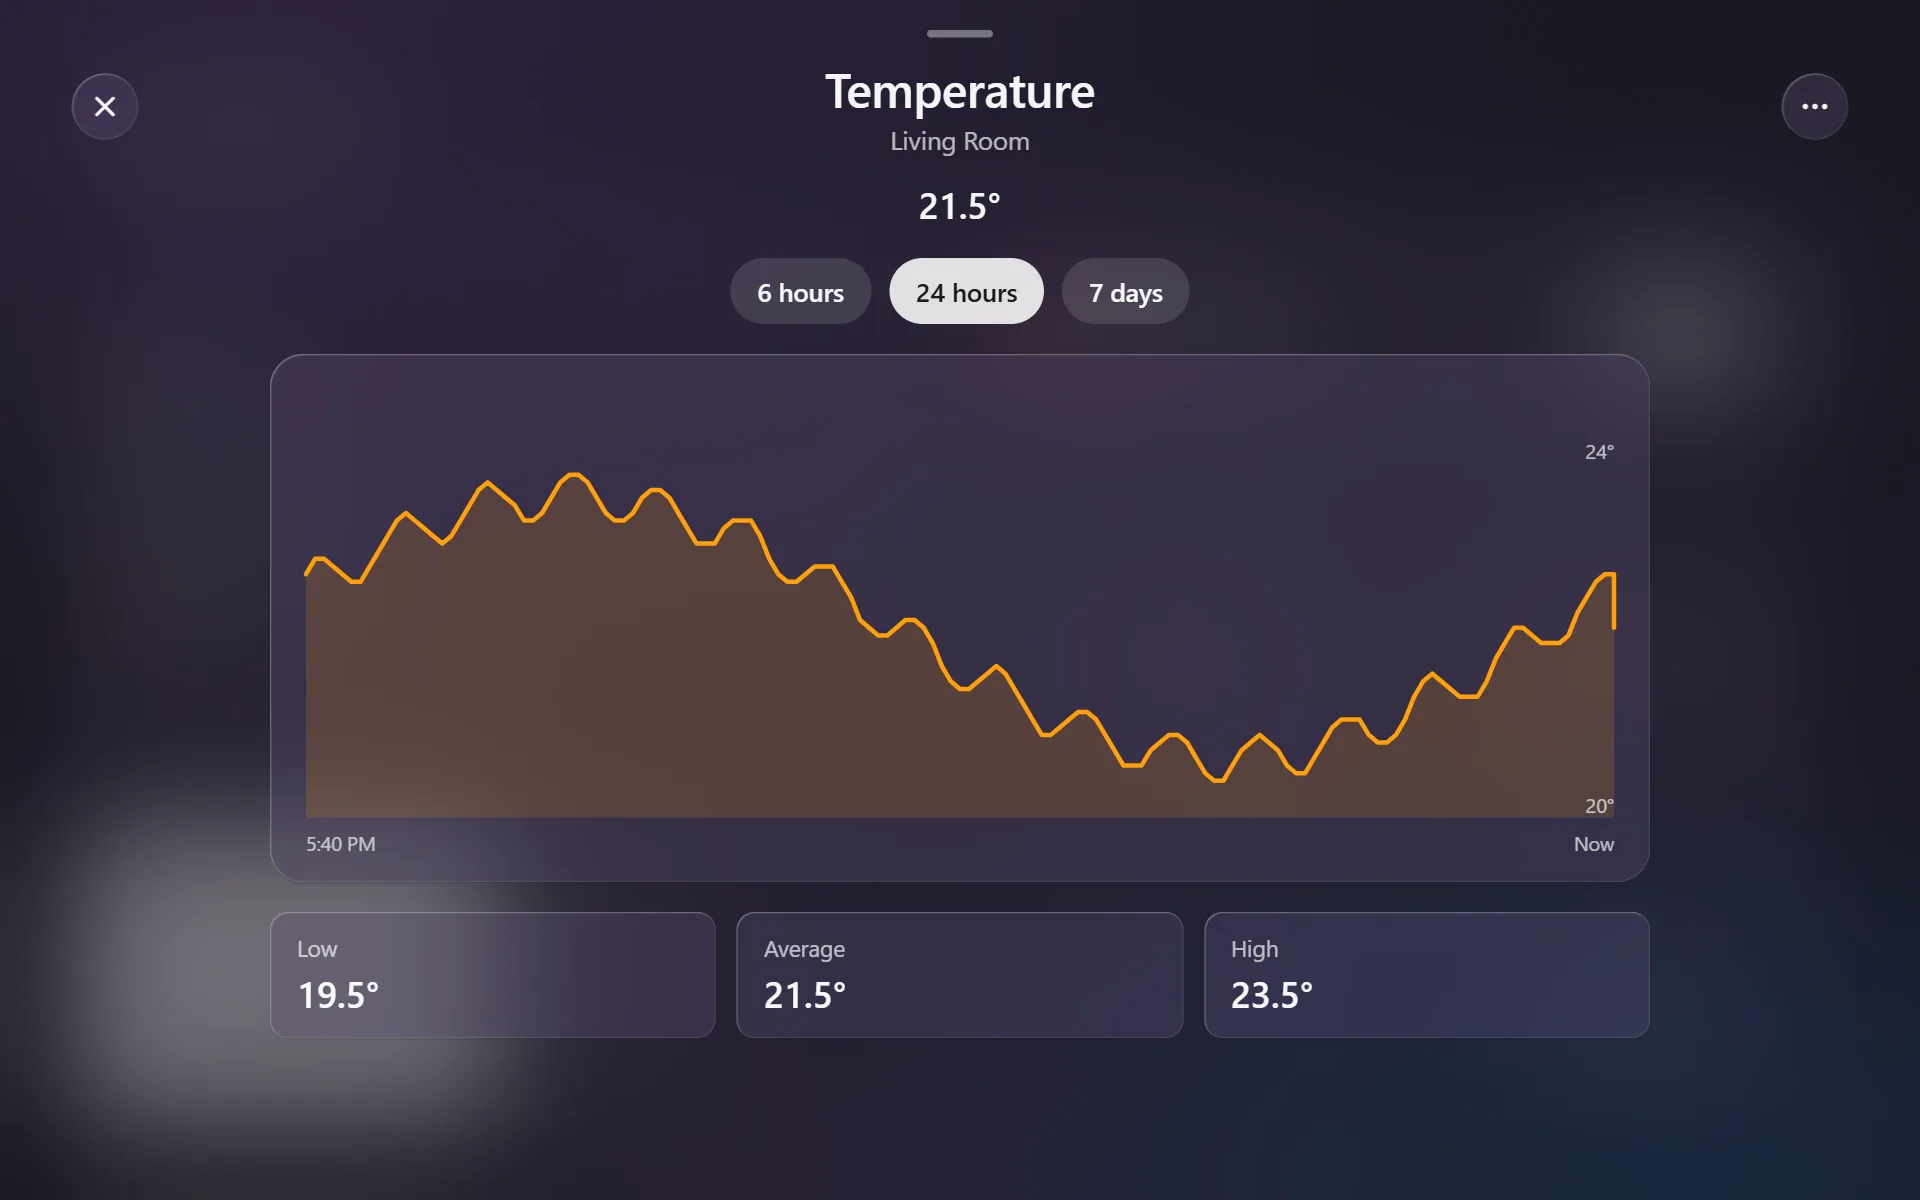 Temperature
Living Room
21.5°
6 hours
24 hours
7 days
24°
20°
5:40 PM
Now
Low
19.5°
Average
21.5°
High
23.5°